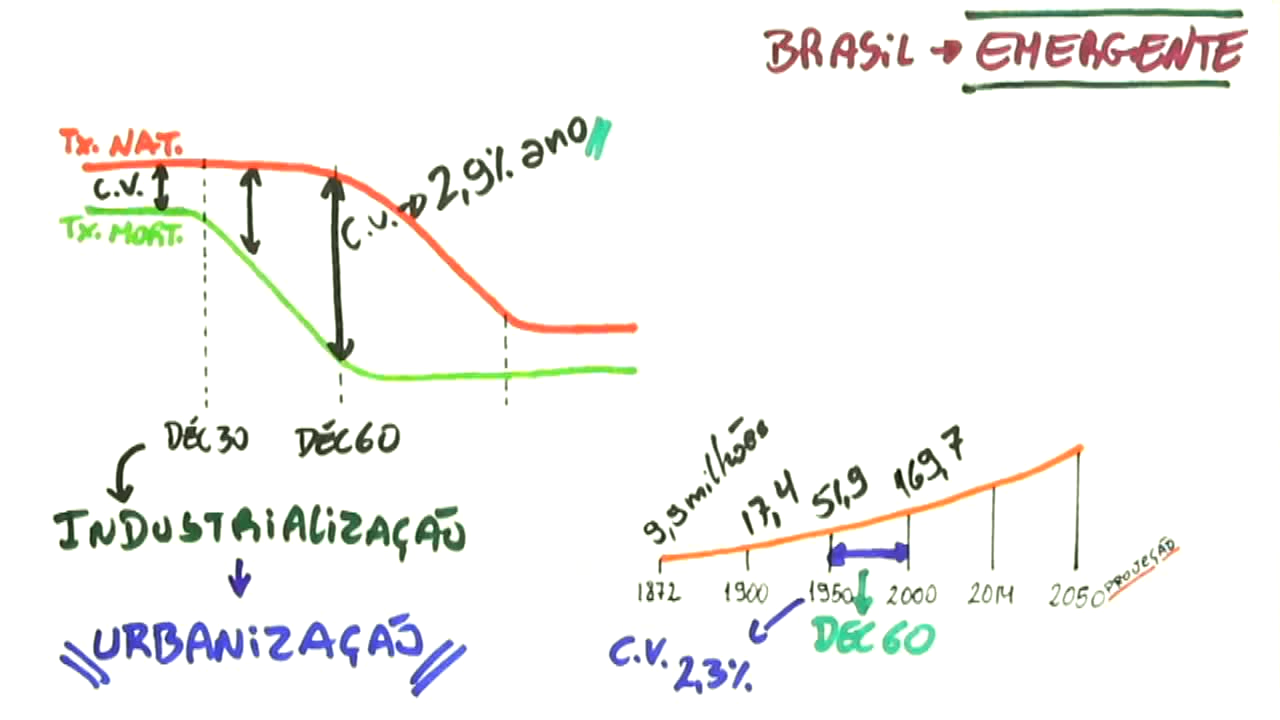 BRASIL → EMERGENTE
Tx. NAT.
C.V.
Tx. MORT.
C.V. → 2,9% ano
DÉC 30
DÉC 60
INDUSTRIALIZAÇÃO
URBANIZAÇÃO
9,9 milhões
17,4
51,9
169,7
1872
1900
1950
2000
2014
2050
PROJEÇÃO
DEC 60
C.V. 2,3%